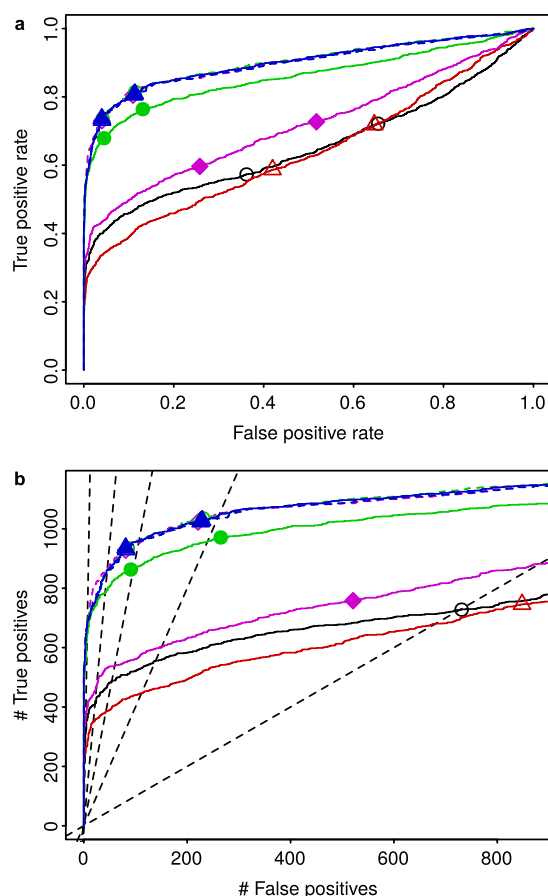 a
1.0
0.8
0.6
0.4
0.2
0.0
True positive rate
0.0 0.2 0.4 0.6 0.8 1.0
False positive rate
b
1000
800
600
400
200
0
# True positives
0 200 400 600 800
# False positives